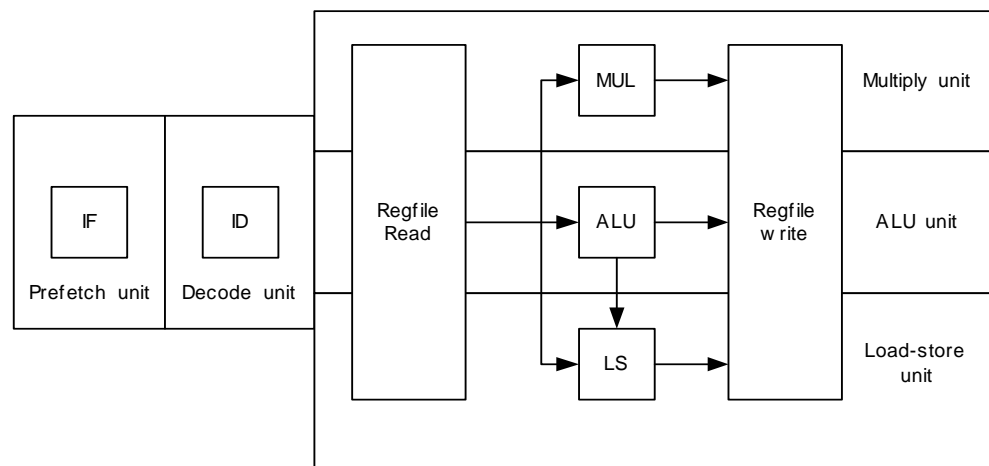 MUL
Multiply unit
IF
ID
Regfile
Read
ALU
Regfile
w rite
ALU unit
Prefetch unit
Decode unit
LS
Load-store
unit